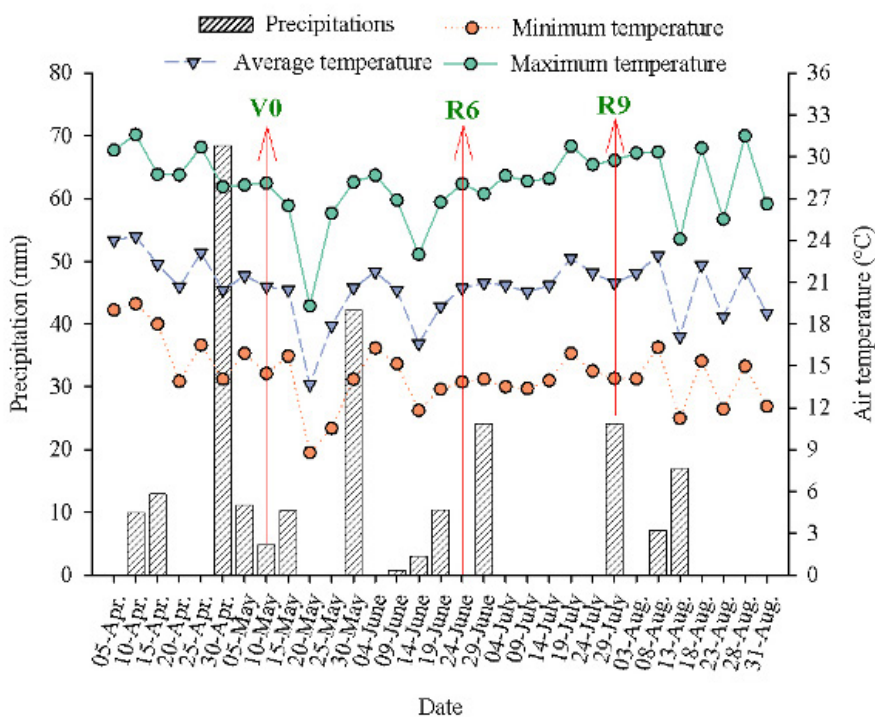 Precipitations
Minimum temperature
Average temperature
Maximum temperature
80
70
60
50
40
30
20
10
0
Precipitation (mm)
V0
R6
R9
36
33
30
27
24
21
18
15
12
9
6
3
0
Air temperature (°C)
05-Apr.
10-Apr.
15-Apr.
20-Apr.
25-Apr.
30-Apr.
05-May
10-May
15-May
20-May
25-May
30-May
04-June
09-June
14-June
19-June
24-June
29-June
04-July
09-July
14-July
19-July
24-July
29-July
03-Aug.
08-Aug.
13-Aug.
18-Aug.
23-Aug.
28-Aug.
31-Aug.
Date